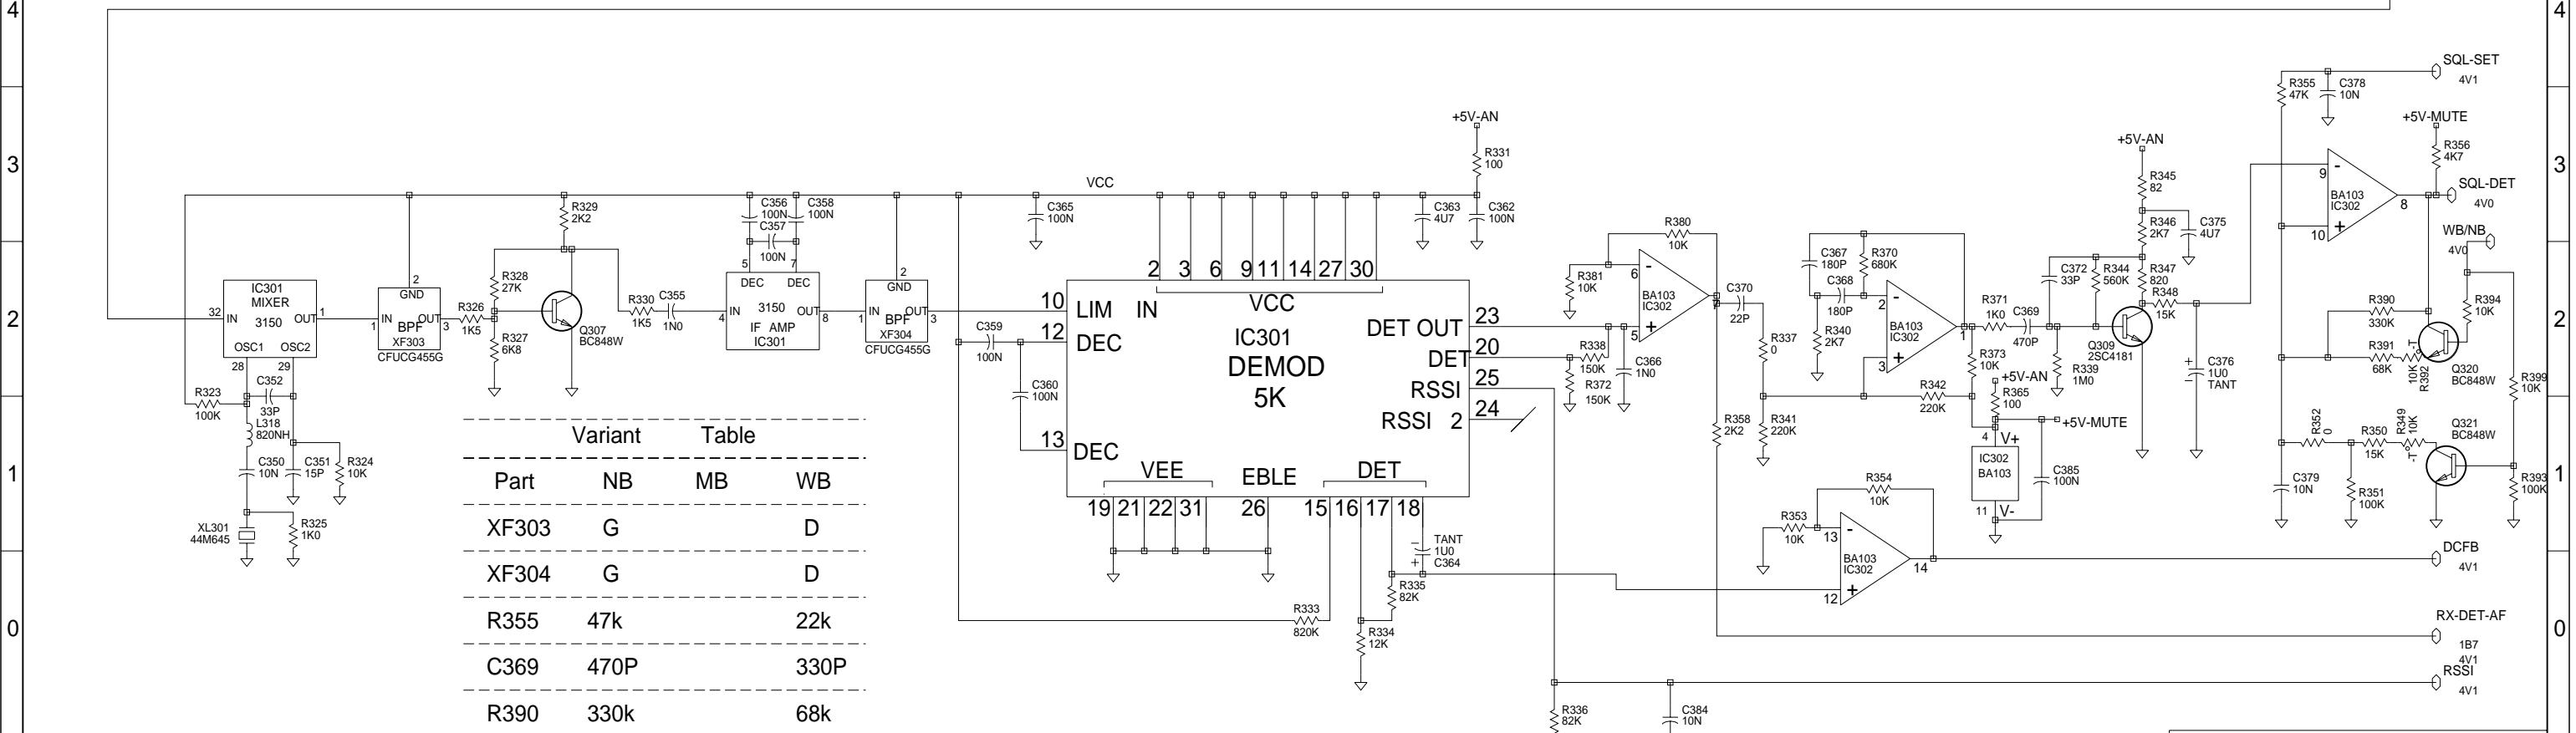 4
4
SQL-SET
4V1
R355
47K
C378
10N
+5V-AN
+5V-MUTE
+5V-AN
R331
100
R356
4K7
3
3
VCC
R345
82
9
-
BA103
IC302
+
10
8
SQL-DET
4V0
R329
2K2
C356
100N
C358
100N
C357
100N
C365
100N
C363
4U7
C362
100N
R346
2K7
C375
4U7
R380
10K
WB/NB
4V0
5
7
2
3
6
9
11
14
27
30
C367
180P
R370
680K
C372
33P
R344
560K
R347
820
R381
10K
6
-
BA103
IC302
+
5
7
C368
180P
IC301
MIXER
3150
32
IN
OUT
1
OSC1
OSC2
28
29
2
GND
1
IN
OUT
3
BPF
XF303
CFUCG455G
R326
1K5
R328
27K
R327
6K8
Q307
BC848W
R330
1K5
C355
1N0
DEC
DEC
4
IN
3150
OUT
8
IF AMP
IC301
2
GND
1
IN
OUT
3
BPF
XF304
CFUCG455G
C359
100N
C360
100N
10
LIM IN
VCC
12
DEC
13
DEC
IC301
DEMOD
5K
DET OUT
23
DET
20
RSSI
25
RSSI 2
24
VEE
EBLE
DET
19
21
22
31
26
15
16
17
18
R338
150K
R372
150K
C366
1N0
C370
22P
R337
0
R340
2K7
2
-
BA103
IC302
+
3
1
R371
1K0
C369
470P
R373
10K
R339
1M0
Q309
2SC4181
R348
15K
C376
1U0
TANT
+
-
R390
330K
R394
10K
R391
68K
-T°
10K
R392
Q320
BC848W
R399
10K
2
2
R323
100K
C352
33P
L318
820NH
C350
10N
C351
15P
R324
10K
XL301
44M645
R325
1K0
R358
2K2
R341
220K
R342
220K
+5V-AN
R365
100
+5V-MUTE
4
V+
IC302
BA103
11
V-
C385
100N
R352
0
R350
15K
R349
10K
-T°
Q321
BC848W
C379
10N
R351
100K
R393
100K
1
1
Variant Table
Part NB MB WB
XF303 G D
XF304 G D
R355 47k 22k
C369 470P 330P
R390 330k 68k
R354
10K
R353
10K
13
-
BA103
IC302
+
12
14
-
+
TANT
1U0
C364
R335
82K
R333
820K
R334
12K
DCFB
4V1
RX-DET-AF
1B7
4V1
RSSI
4V1
0
0
R336
82K
C384
10N